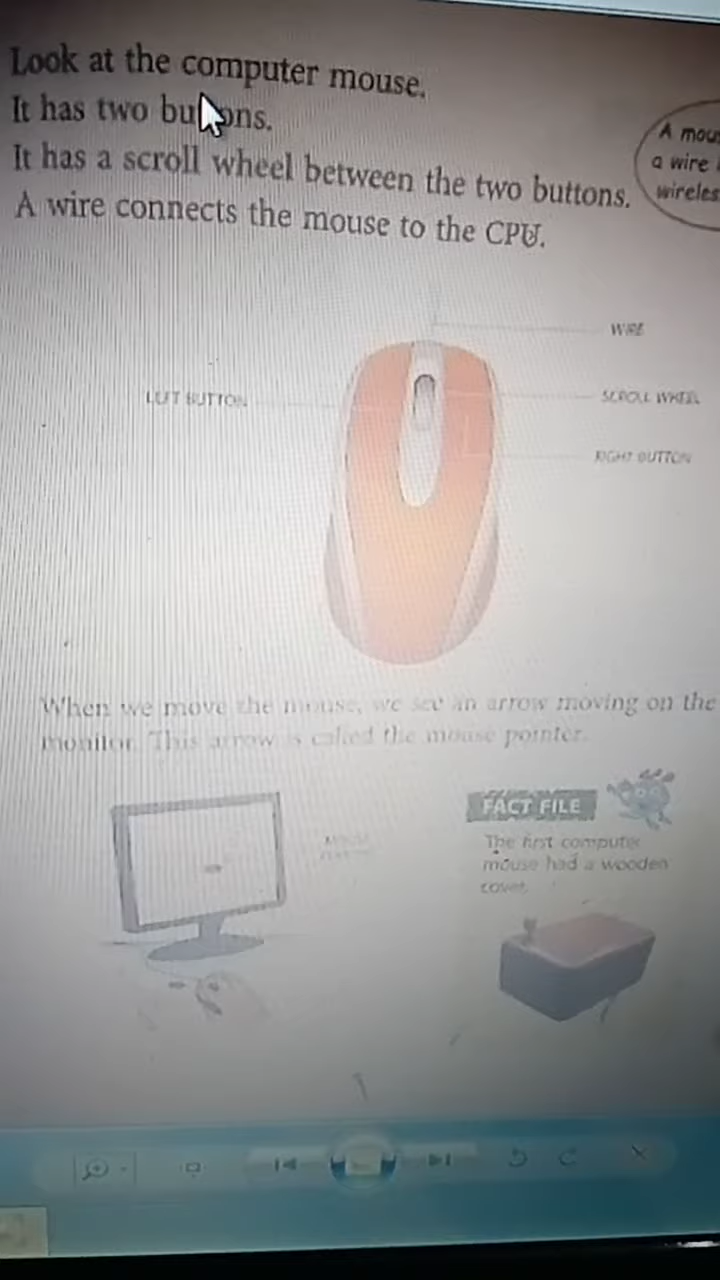 Look at the computer mouse.
It has two buttons.
It has a scroll wheel between the two buttons.
A wire connects the mouse to the CPU.
A mou
a wire
wireles
WIRE
LEFT BUTTON
SCROLL WHEEL
RIGHT BUTTON
When we move the mouse, we see an arrow moving on the
monitor. This arrow is called the mouse pointer.
FACT FILE
The first computer
mouse had a wooden
cover.
MOUSE